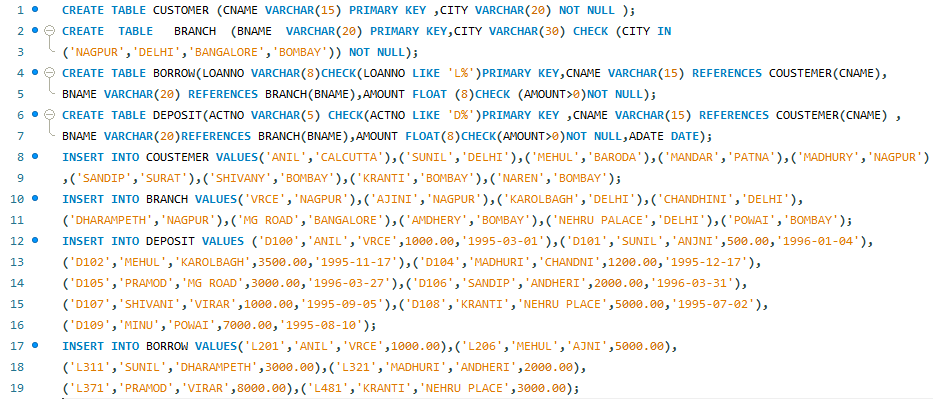 1 CREATE TABLE CUSTOMER (CNAME VARCHAR(15) PRIMARY KEY ,CITY VARCHAR(20) NOT NULL );
2 CREATE TABLE BRANCH (BNAME VARCHAR(20) PRIMARY KEY,CITY VARCHAR(30) CHECK (CITY IN
3 ('NAGPUR','DELHI','BANGALORE','BOMBAY')) NOT NULL);
4 CREATE TABLE BORROW(LOANNO VARCHAR(8)CHECK(LOANNO LIKE 'L%')PRIMARY KEY,CNAME VARCHAR(15) REFERENCES COUSTEMER(CNAME),
5 BNAME VARCHAR(20) REFERENCES BRANCH(BNAME),AMOUNT FLOAT (8)CHECK (AMOUNT>0)NOT NULL);
6 CREATE TABLE DEPOSIT(ACTNO VARCHAR(5) CHECK(ACTNO LIKE 'D%')PRIMARY KEY ,CNAME VARCHAR(15) REFERENCES COUSTEMER(CNAME) ,
7 BNAME VARCHAR(20)REFERENCES BRANCH(BNAME),AMOUNT FLOAT(8)CHECK(AMOUNT>0)NOT NULL,ADATE DATE);
8 INSERT INTO COUSTEMER VALUES('ANIL','CALCUTTA'),('SUNIL','DELHI'),('MEHUL','BARODA'),('MANDAR','PATNA'),('MADHURY','NAGPUR')
9 ,('SANDIP','SURAT'),('SHIVANY','BOMBAY'),('KRANTI','BOMBAY'),('NAREN','BOMBAY');
10 INSERT INTO BRANCH VALUES('VRCE','NAGPUR'),('AJINI','NAGPUR'),('KAROLBAGH','DELHI'),('CHANDHINI','DELHI'),
11 ('DHARAMPETH','NAGPUR'),('MG ROAD','BANGALORE'),('AMDHERY','BOMBAY'),('NEHRU PALACE','DELHI'),('POWAI','BOMBAY');
12 INSERT INTO DEPOSIT VALUES ('D100','ANIL','VRCE',1000.00,'1995-03-01'),('D101','SUNIL','ANJNI',500.00,'1996-01-04'),
13 ('D102','MEHUL','KAROLBAGH',3500.00,'1995-11-17'),('D104','MADHURI','CHANDNI',1200.00,'1995-12-17'),
14 ('D105','PRAMOD','MG ROAD',3000.00,'1996-03-27'),('D106','SANDIP','ANDHERI',2000.00,'1996-03-31'),
15 ('D107','SHIVANI','VIRAR',1000.00,'1995-09-05'),('D108','KRANTI','NEHRU PLACE',5000.00,'1995-07-02'),
16 ('D109','MINU','POWAI',7000.00,'1995-08-10');
17 INSERT INTO BORROW VALUES('L201','ANIL','VRCE',1000.00),('L206','MEHUL','AJNI',5000.00),
18 ('L311','SUNIL','DHARAMPETH',3000.00),('L321','MADHURI','ANDHERI',2000.00),
19 ('L371','PRAMOD','VIRAR',8000.00),('L481','KRANTI','NEHRU PLACE',3000.00);